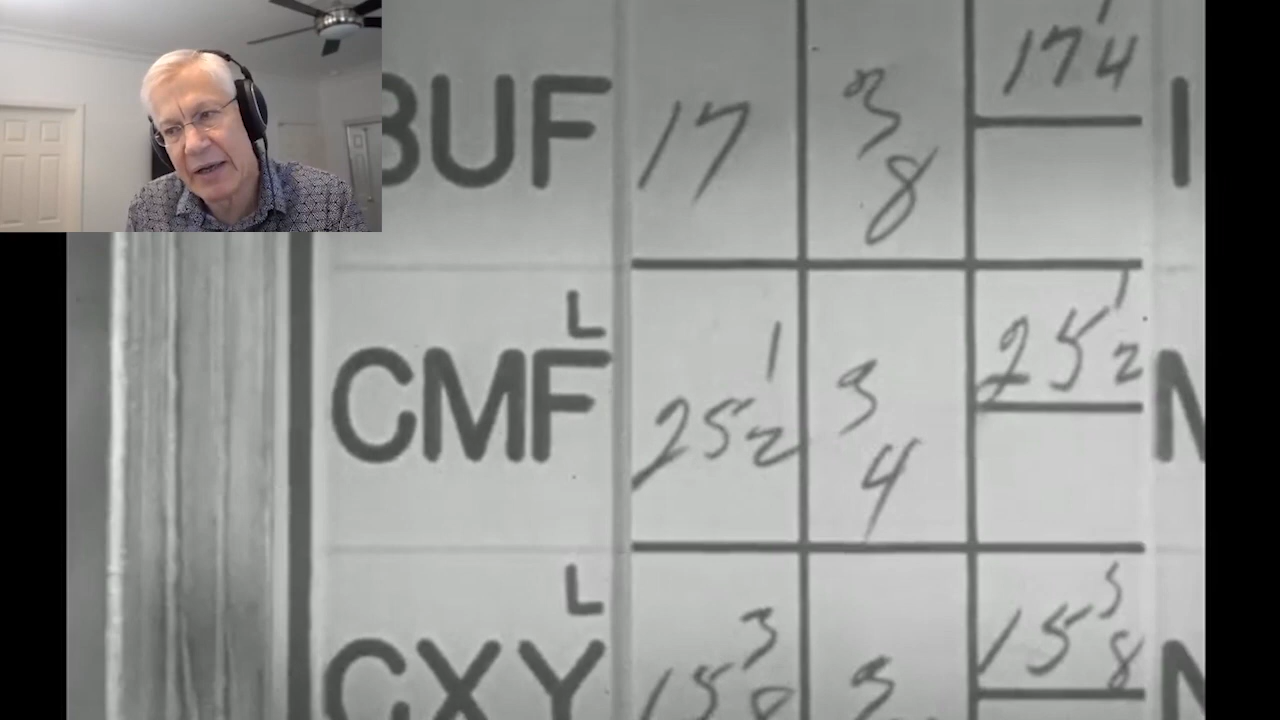 BUF 17 3/8 17 1/4
L
CMF 25 1/2 3/4 25 1/2
L
CXY 15 3/8 15